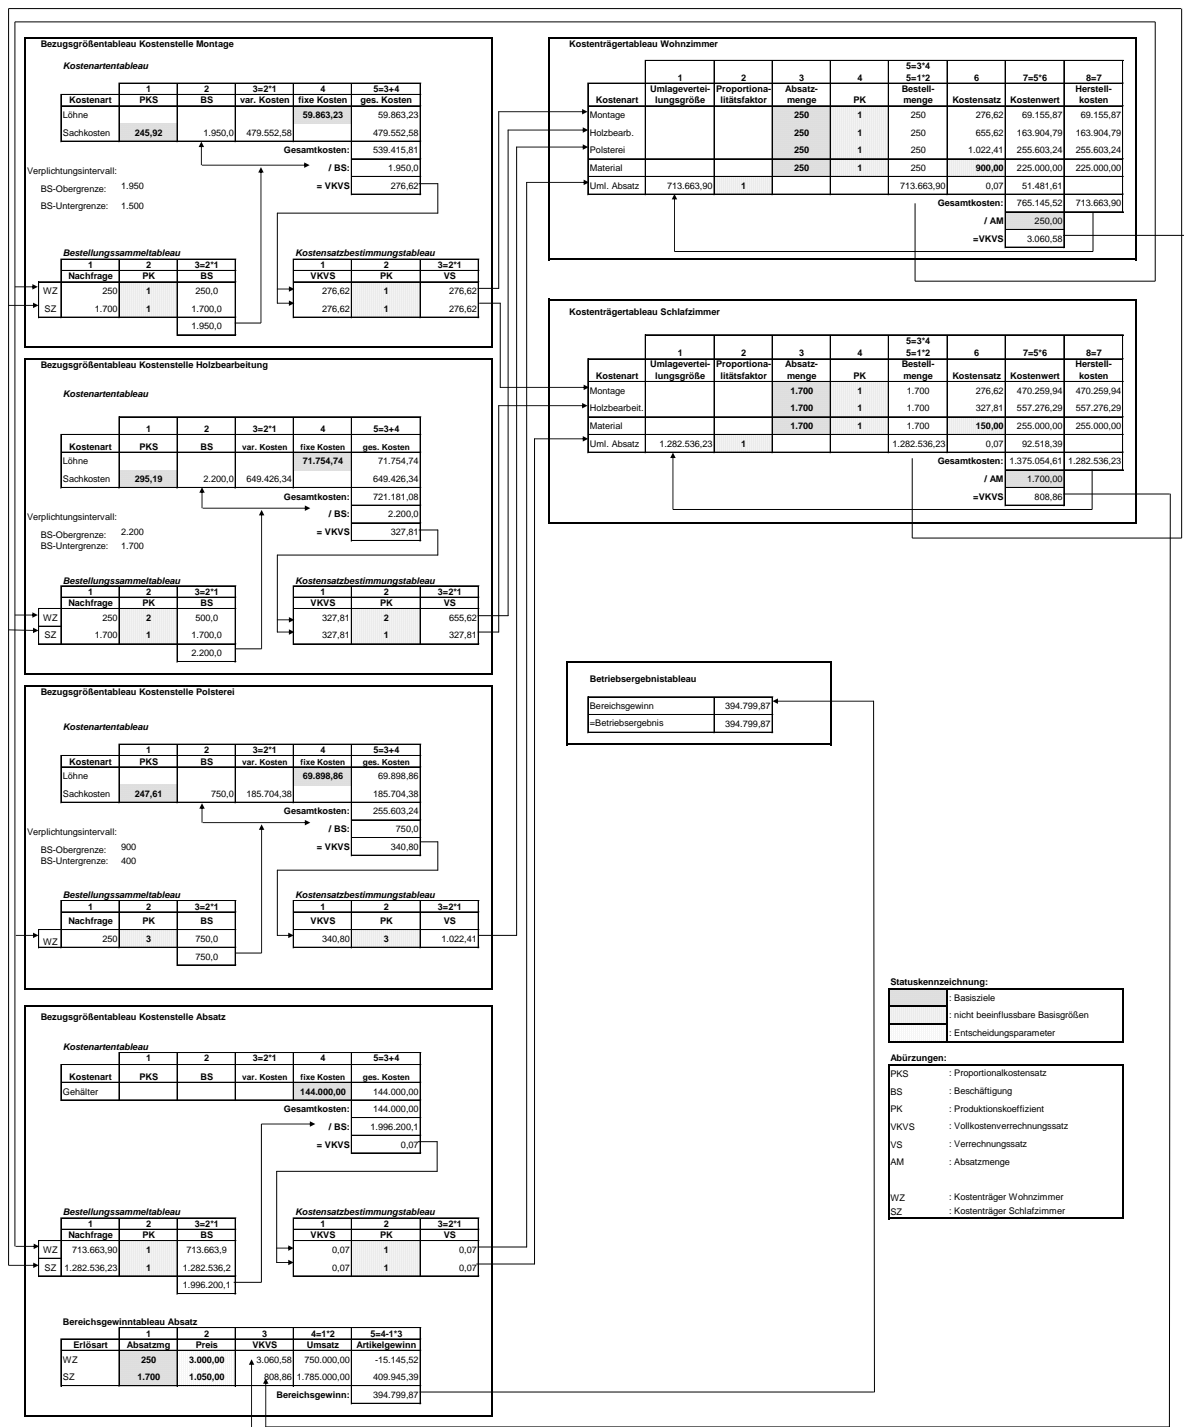 Bezugsgrößentableau Kostenstelle Montage
Kostenartentableau
1 2 3=2*1 4 5=3+4
Kostenart PKS BS var. Kosten fixe Kosten ges. Kosten
Löhne 59.863,23 59.863,23
Sachkosten 245,92 1.950,0 479.552,58 479.552,58
Gesamtkosten: 539.415,81
Verplichtungsintervall: / BS: 1.950,0
BS-Obergrenze: 1.950 = VKVS 276,62
BS-Untergrenze: 1.500
Bestellungssammeltableau Kostensatzbestimmungstableau
1 2 3=2*1 1 2 3=2*1
Nachfrage PK BS VKVS PK VS
WZ 250 1 250,0 276,62 1 276,62
SZ 1.700 1 1.700,0 276,62 1 276,62
1.950,0
Bezugsgrößentableau Kostenstelle Holzbearbeitung
Kostenartentableau
1 2 3=2*1 4 5=3+4
Kostenart PKS BS var. Kosten fixe Kosten ges. Kosten
Löhne 71.754,74 71.754,74
Sachkosten 295,19 2.200,0 649.426,34 649.426,34
Gesamtkosten: 721.181,08
Verplichtungsintervall: / BS: 2.200,0
BS-Obergrenze: 2.200 = VKVS 327,81
BS-Untergrenze: 1.700
Bestellungssammeltableau Kostensatzbestimmungstableau
1 2 3=2*1 1 2 3=2*1
Nachfrage PK BS VKVS PK VS
WZ 250 2 500,0 327,81 2 655,62
SZ 1.700 1 1.700,0 327,81 1 327,81
2.200,0
Bezugsgrößentableau Kostenstelle Polsterei
Kostenartentableau
1 2 3=2*1 4 5=3+4
Kostenart PKS BS var. Kosten fixe Kosten ges. Kosten
Löhne 69.898,86 69.898,86
Sachkosten 247,61 750,0 185.704,38 185.704,38
Gesamtkosten: 255.603,24
Verplichtungsintervall: / BS: 750,0
BS-Obergrenze: 900 = VKVS 340,80
BS-Untergrenze: 400
Bestellungssammeltableau Kostensatzbestimmungstableau
1 2 3=2*1 1 2 3=2*1
Nachfrage PK BS VKVS PK VS
WZ 250 3 750,0 340,80 3 1.022,41
750,0
Bezugsgrößentableau Kostenstelle Absatz
Kostenartentableau
1 2 3=2*1 4 5=3+4
Kostenart PKS BS var. Kosten fixe Kosten ges. Kosten
Gehälter 144.000,00 144.000,00
Gesamtkosten: 144.000,00
/ BS: 1.996.200,1
= VKVS 0,07
Bestellungssammeltableau Kostensatzbestimmungstableau
1 2 3=2*1 1 2 3=2*1
Nachfrage PK BS VKVS PK VS
WZ 713.663,90 1 713.663,9 0,07 1 0,07
SZ 1.282.536,23 1 1.282.536,2 0,07 1 0,07
1.996.200,1
Bereichsgewinntableau Absatz
1 2 3 4=1*2 5=4-1*3
Erlösart Absatzmg Preis VKVS Umsatz Artikelgewinn
WZ 250 3.000,00 3.060,58 750.000,00 -15.145,52
SZ 1.700 1.050,00 808,86 1.785.000,00 409.945,39
Bereichsgewinn: 394.799,87
Kostenträgertableau Wohnzimmer
5=3*4
1 2 3 4 5=1*2 6 7=5*6 8=7
Umlagevertei- Proportiona- Absatz- Bestell- Herstell-
Kostenart lungsgröße litätsfaktor menge PK menge Kostensatz Kostenwert kosten
Montage 250 1 250 276,62 69.155,87 69.155,87
Holzbearb. 250 1 250 655,62 163.904,79 163.904,79
Polsterei 250 1 250 1.022,41 255.603,24 255.603,24
Material 250 1 250 900,00 225.000,00 225.000,00
Uml. Absatz 713.663,90 1 713.663,90 0,07 51.481,61
Gesamtkosten: 765.145,52 713.663,90
/ AM 250,00
=VKVS 3.060,58
Kostenträgertableau Schlafzimmer
5=3*4
1 2 3 4 5=1*2 6 7=5*6 8=7
Umlagevertei- Proportiona- Absatz- Bestell- Herstell-
Kostenart lungsgröße litätsfaktor menge PK menge Kostensatz Kostenwert kosten
Montage 1.700 1 1.700 276,62 470.259,94 470.259,94
Holzbearbeit. 1.700 1 1.700 327,81 557.276,29 557.276,29
Material 1.700 1 1.700 150,00 255.000,00 255.000,00
Uml. Absatz 1.282.536,23 1 1.282.536,23 0,07 92.518,39
Gesamtkosten: 1.375.054,61 1.282.536,23
/ AM 1.700,00
=VKVS 808,86
Betriebsergebnistableau
Bereichsgewinn 394.799,87
=Betriebsergebnis 394.799,87
Statuskennzeichnung:
: Basisziele
: nicht beeinflussbare Basisgrößen
: Entscheidungsparameter
Abürzungen:
PKS : Proportionalkostensatz
BS : Beschäftigung
PK : Produktionskoeffizient
VKVS : Vollkostenverrechnungssatz
VS : Verrechnungssatz
AM : Absatzmenge
WZ : Kostenträger Wohnzimmer
SZ : Kostenträger Schlafzimmer